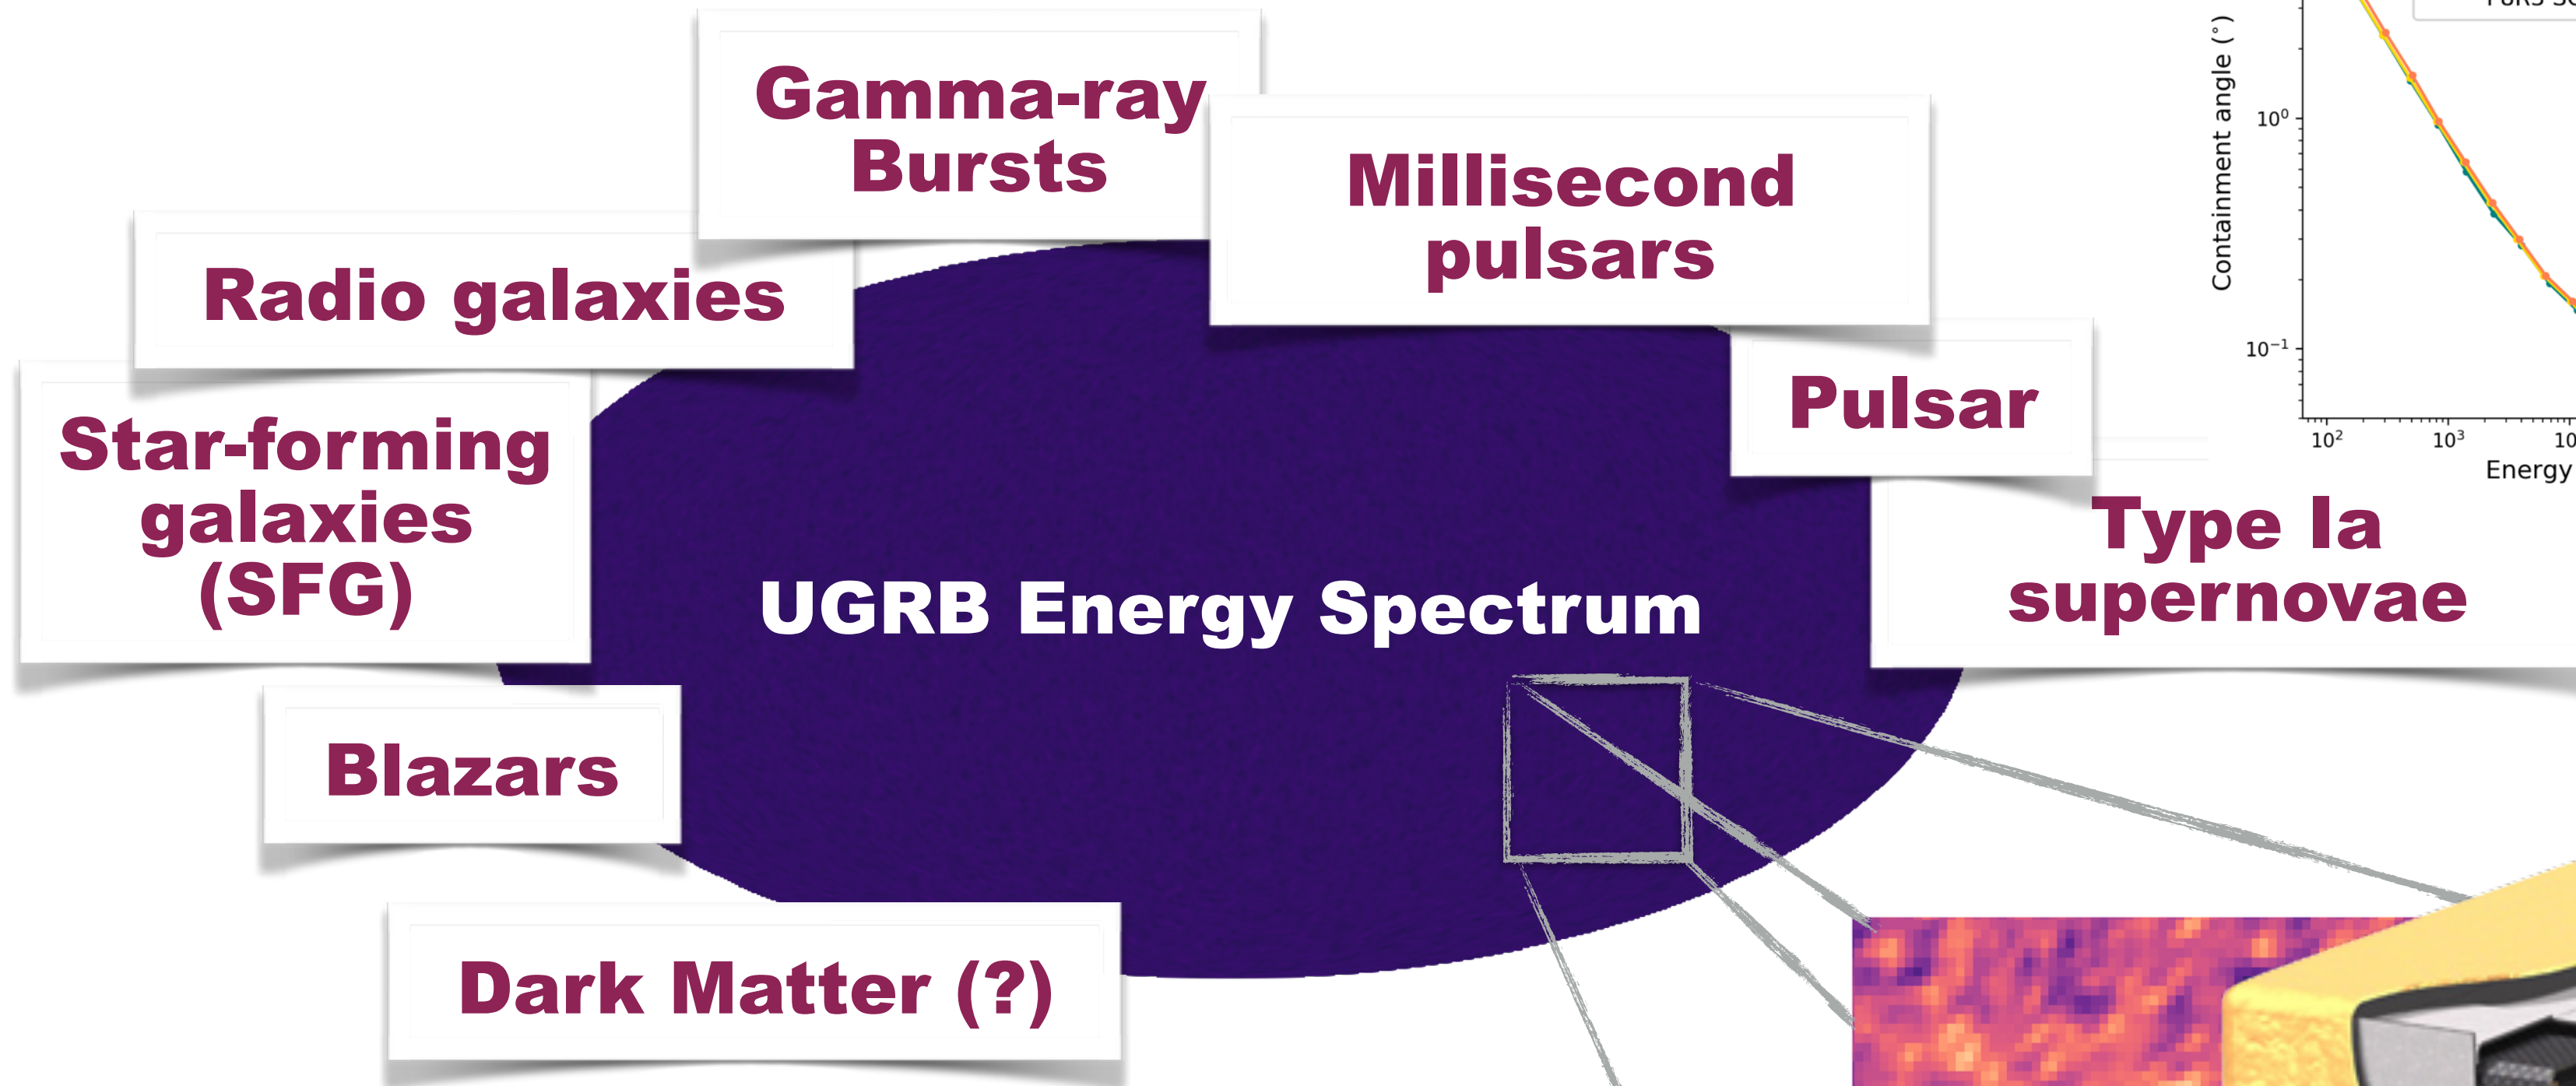 Gamma-ray
Bursts
Millisecond
pulsars
Radio galaxies
Pulsar
Star-forming
galaxies
(SFG)
Type Ia
supernovae
UGRB Energy Spectrum
Blazars
Dark Matter (?)
Containment angle (°)
10⁰
10⁻¹
10²
10³
Energy